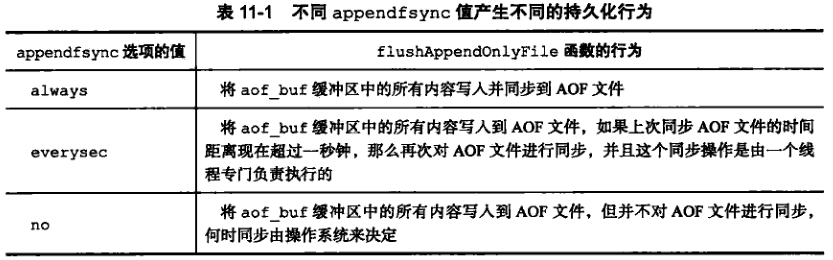 表 11-1 不同 appendfsync 值产生不同的持久化行为
appendfsync 选项的值 flushAppendOnlyFile 函数的行为
always 将 aof_buf 缓冲区中的所有内容写入并同步到 AOF 文件
将 aof_buf 缓冲区中的所有内容写入到 AOF 文件，如果上次同步 AOF 文件的时间
everysec 距离现在超过一秒钟，那么再次对 AOF 文件进行同步，并且这个同步操作是由一个线
程专门负责执行的
将 aof_buf 缓冲区中的所有内容写入到 AOF 文件，但并不对 AOF 文件进行同步，
no 何时同步由操作系统来决定